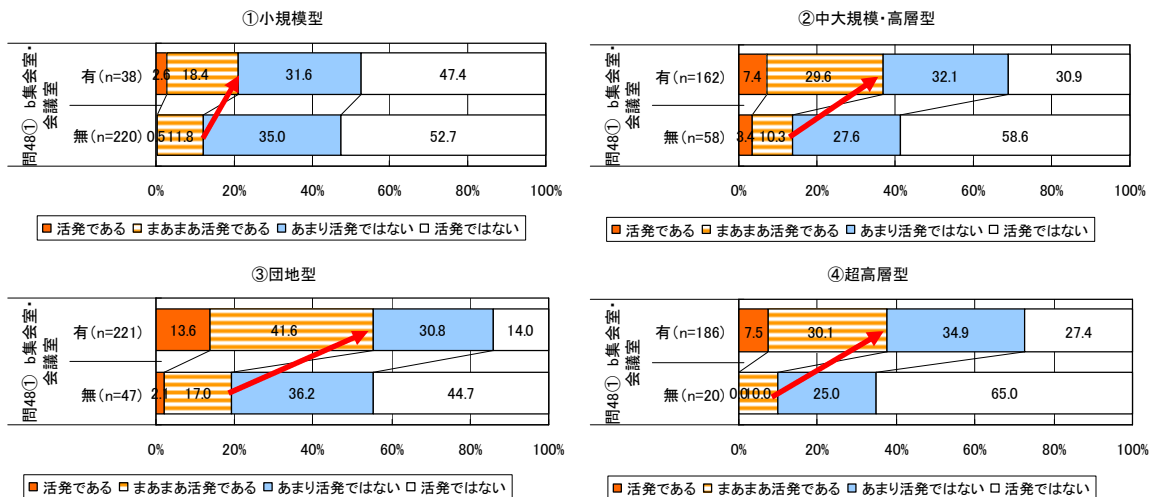 ①小規模型
問48① b集会室・会議室
有(n=38)
2.6 18.4 31.6 47.4
無(n=220)
0.5 11.8 35.0 52.7
0% 20% 40% 60% 80% 100%
活発である まあまあ活発である あまり活発ではない 活発ではない
②中大規模・高層型
問48① b集会室・会議室
有(n=162)
7.4 29.6 32.1 30.9
無(n=58)
3.4 10.3 27.6 58.6
0% 20% 40% 60% 80% 100%
活発である まあまあ活発である あまり活発ではない 活発ではない
③団地型
問48① b集会室・会議室
有(n=221)
13.6 41.6 30.8 14.0
無(n=47)
2.1 17.0 36.2 44.7
0% 20% 40% 60% 80% 100%
活発である まあまあ活発である あまり活発ではない 活発ではない
④超高層型
問48① b集会室・会議室
有(n=186)
7.5 30.1 34.9 27.4
無(n=20)
0.0 10.0 25.0 65.0
0% 20% 40% 60% 80% 100%
活発である まあまあ活発である あまり活発ではない 活発ではない